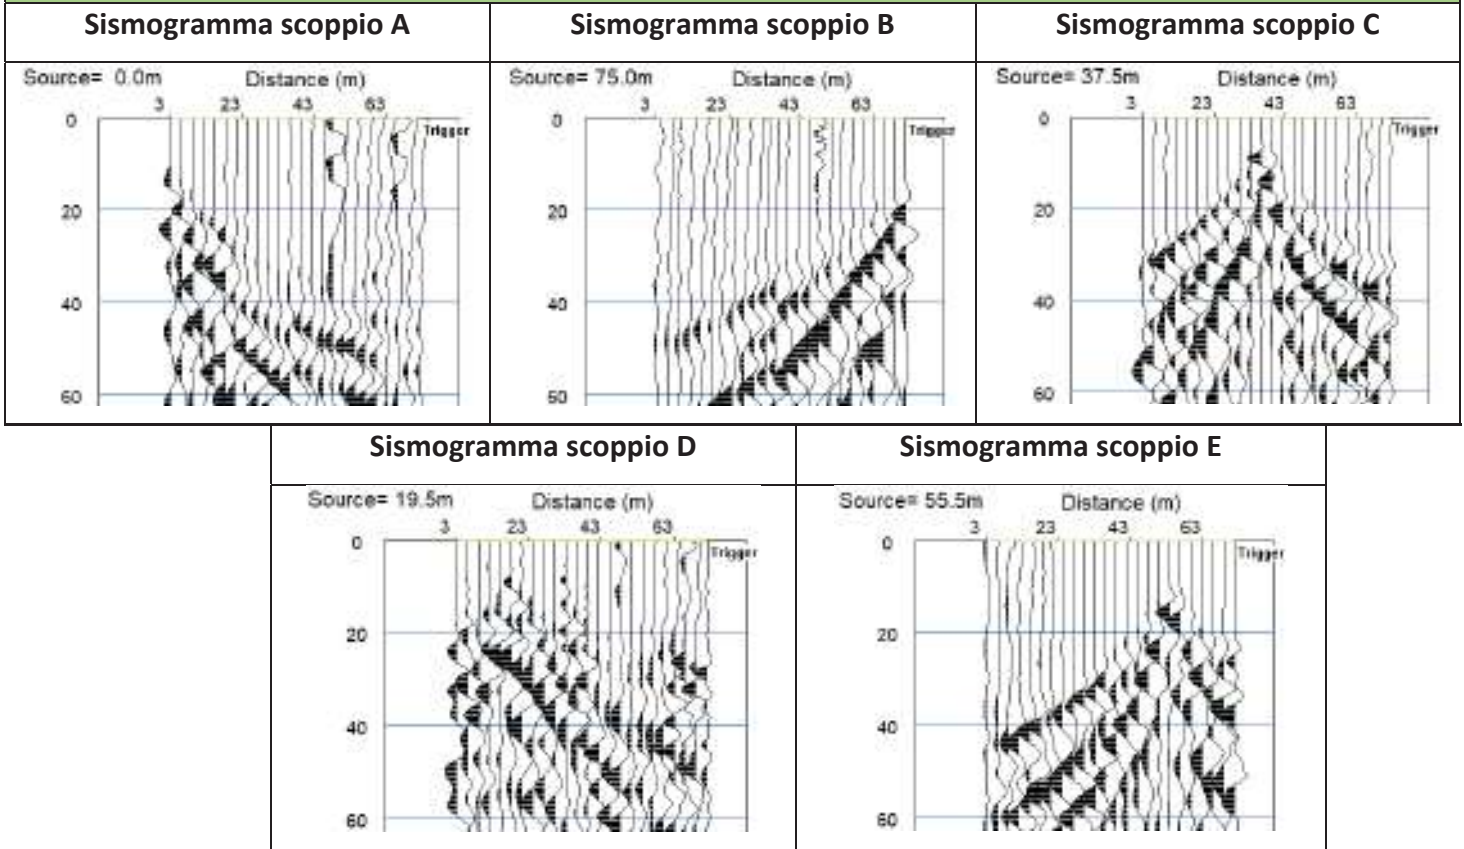 Sismogramma scoppio A
Source= 0.0m Distance (m)
3 23 43 63
0
Trigger
20
40
60
Sismogramma scoppio B
Source= 75.0m Distance (m)
3 23 43 63
0
Trigger
20
40
60
Sismogramma scoppio C
Source= 37.5m Distance (m)
3 23 43 63
0
Trigger
20
40
60
Sismogramma scoppio D
Source= 19.5m Distance (m)
3 23 43 63
0
Trigger
20
40
60
Sismogramma scoppio E
Source= 55.5m Distance (m)
3 23 43 63
0
Trigger
20
40
60